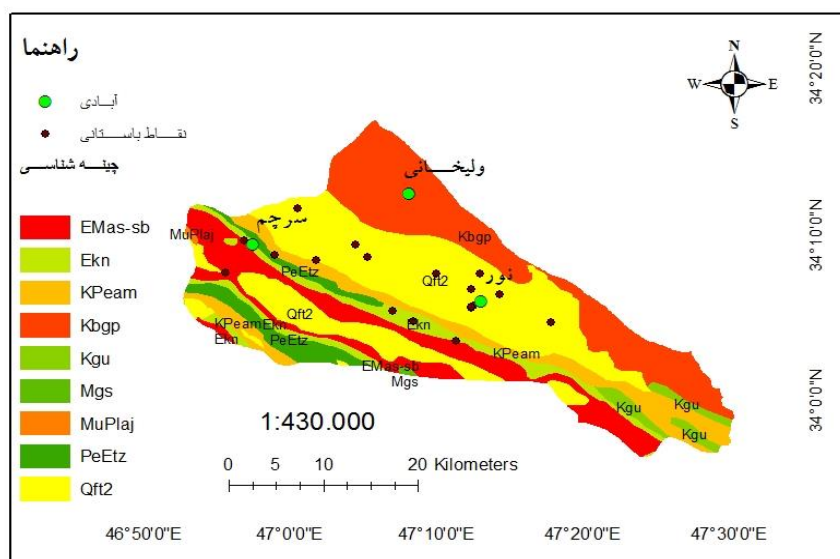 راهنما
آبادی
نقاط باستانی
چینه شناسی
EMas-sb
Ekn
KPeam
Kbgp
Kgu
Mgs
MuPlaj
PeEtz
Qft2
N
W E
S
ولیخانی
سرچم
نور
MuPlaj
Kbgp
PeEtz
Qft2
Qft2
Ekn
KPeam
Ekn
Ekn
PeEtz
KPeam
EMas-sb
Mgs
Kgu
Kgu
Kgu
1:430.000
0 5 10 20 Kilometers
46°50'0"E 47°0'0"E 47°10'0"E 47°20'0"E 47°30'0"E
34°20'0"N
34°10'0"N
34°0'0"N